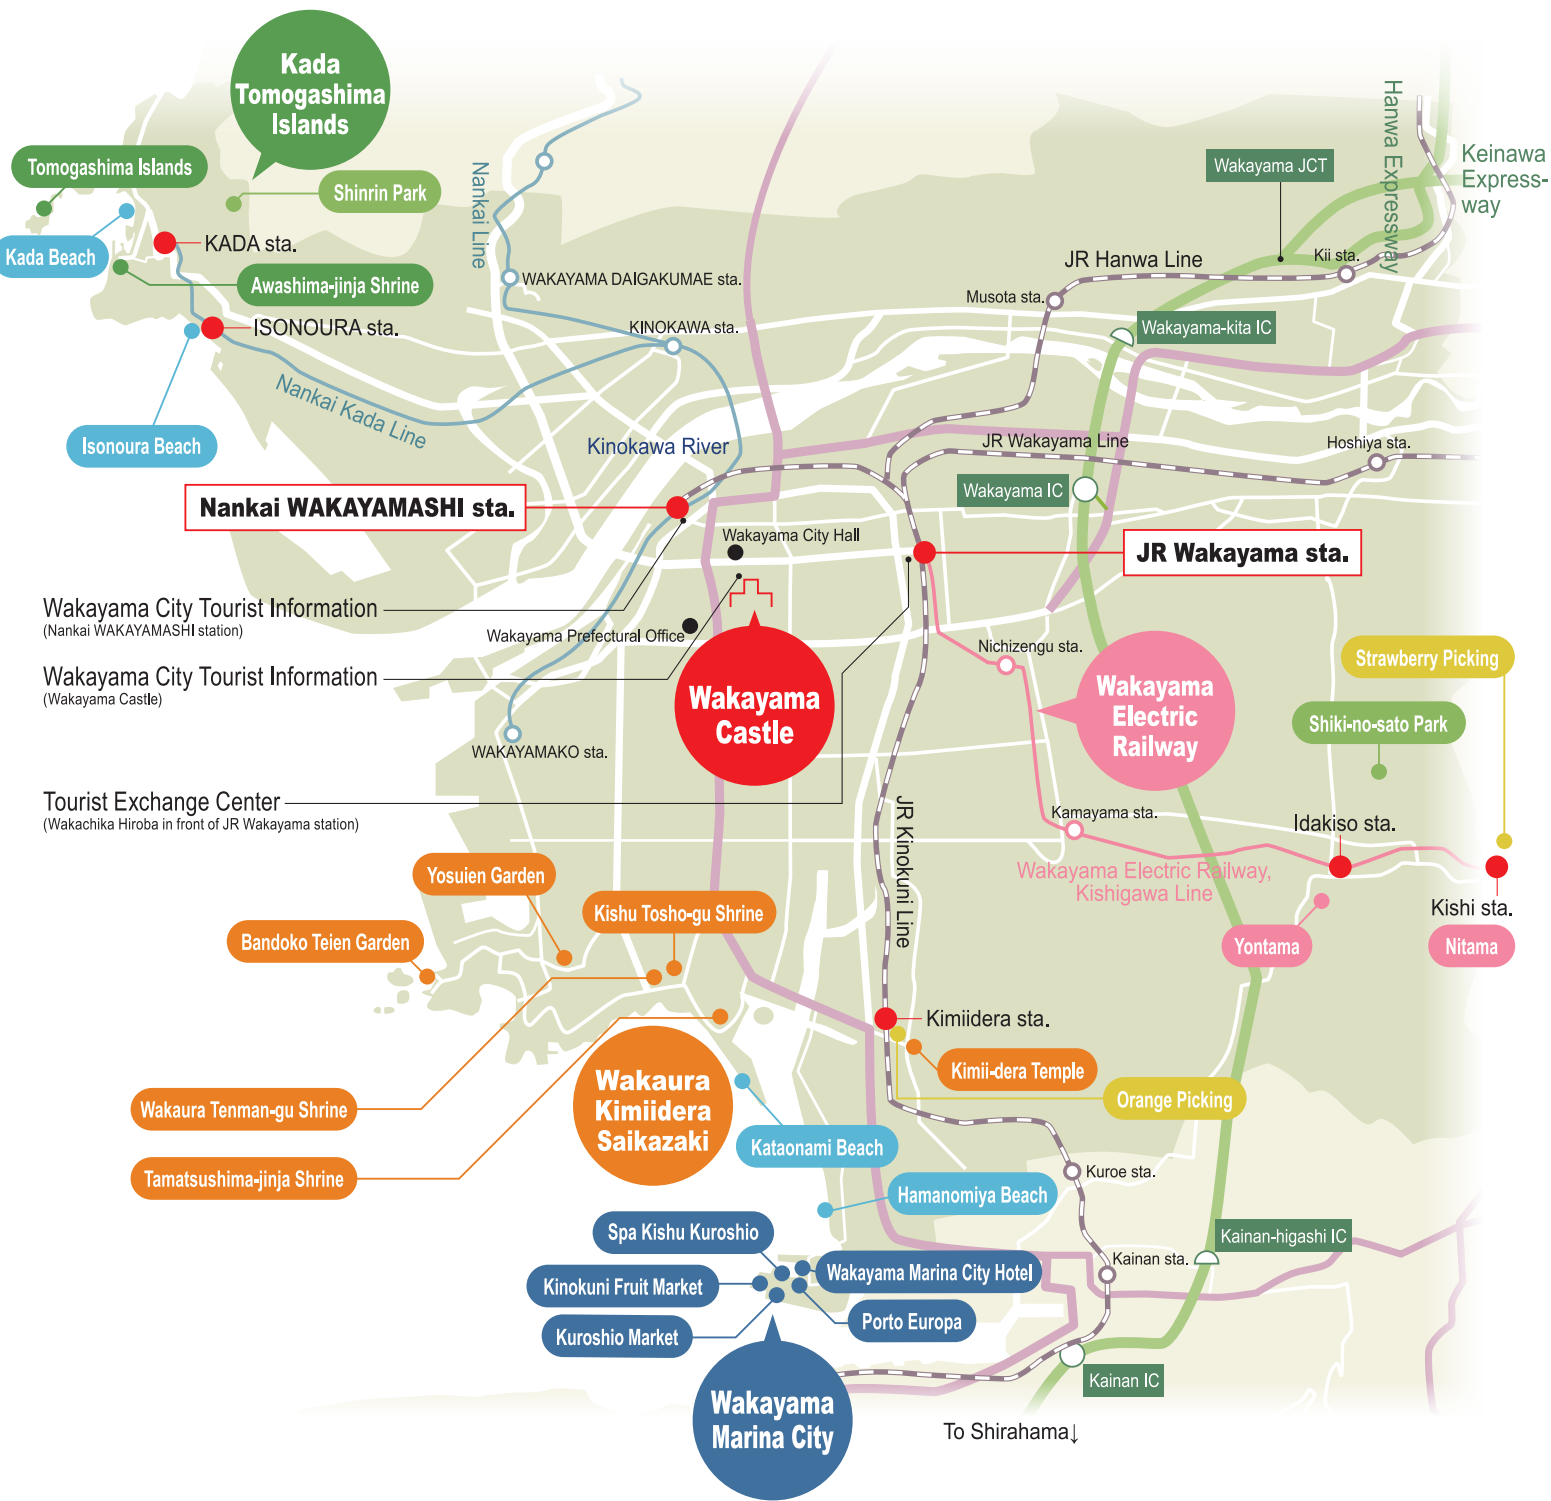 Kada
Tomogashima
Islands
Tomogashima Islands
Shinrin Park
Kada Beach
KADA sta.
Awashima-jinja Shrine
ISONOURA sta.
Isonoura Beach
Nankai Line
WAKAYAMA DAIGAKUMAE sta.
KINOKAWA sta.
Nankai Kada Line
Kinokawa River
Wakayama JCT
Hanwa Expressway
Keinawa
Express-
way
JR Hanwa Line
Kii sta.
Musota sta.
Wakayama-kita IC
JR Wakayama Line
Hoshiya sta.
Wakayama IC
Nankai WAKAYAMASHI sta.
Wakayama City Hall
JR Wakayama sta.
Wakayama City Tourist Information
(Nankai WAKAYAMASHI station)
Wakayama Prefectural Office
Wakayama City Tourist Information
(Wakayama Castle)
Wakayama
Castle
WAKAYAMAKO sta.
Nichizengu sta.
Wakayama
Electric
Railway
Strawberry Picking
Shiki-no-sato Park
Tourist Exchange Center
(Wakachika Hiroba in front of JR Wakayama station)
JR Kinokuni Line
Kamayama sta.
Idakiso sta.
Wakayama Electric Railway,
Kishigawa Line
Kishi sta.
Yontama
Nitama
Yosuien Garden
Kishu Tosho-gu Shrine
Bandoko Teien Garden
Kimiidera sta.
Kimii-dera Temple
Orange Picking
Wakaura
Kimiidera
Saikazaki
Wakaura Tenman-gu Shrine
Tamatsushima-jinja Shrine
Kataonami Beach
Hamanomiya Beach
Kuroe sta.
Spa Kishu Kuroshio
Kinokuni Fruit Market
Kuroshio Market
Wakayama Marina City Hotel
Porto Europa
Kainan sta.
Kainan-higashi IC
Kainan IC
Wakayama
Marina City
To Shirahama↓